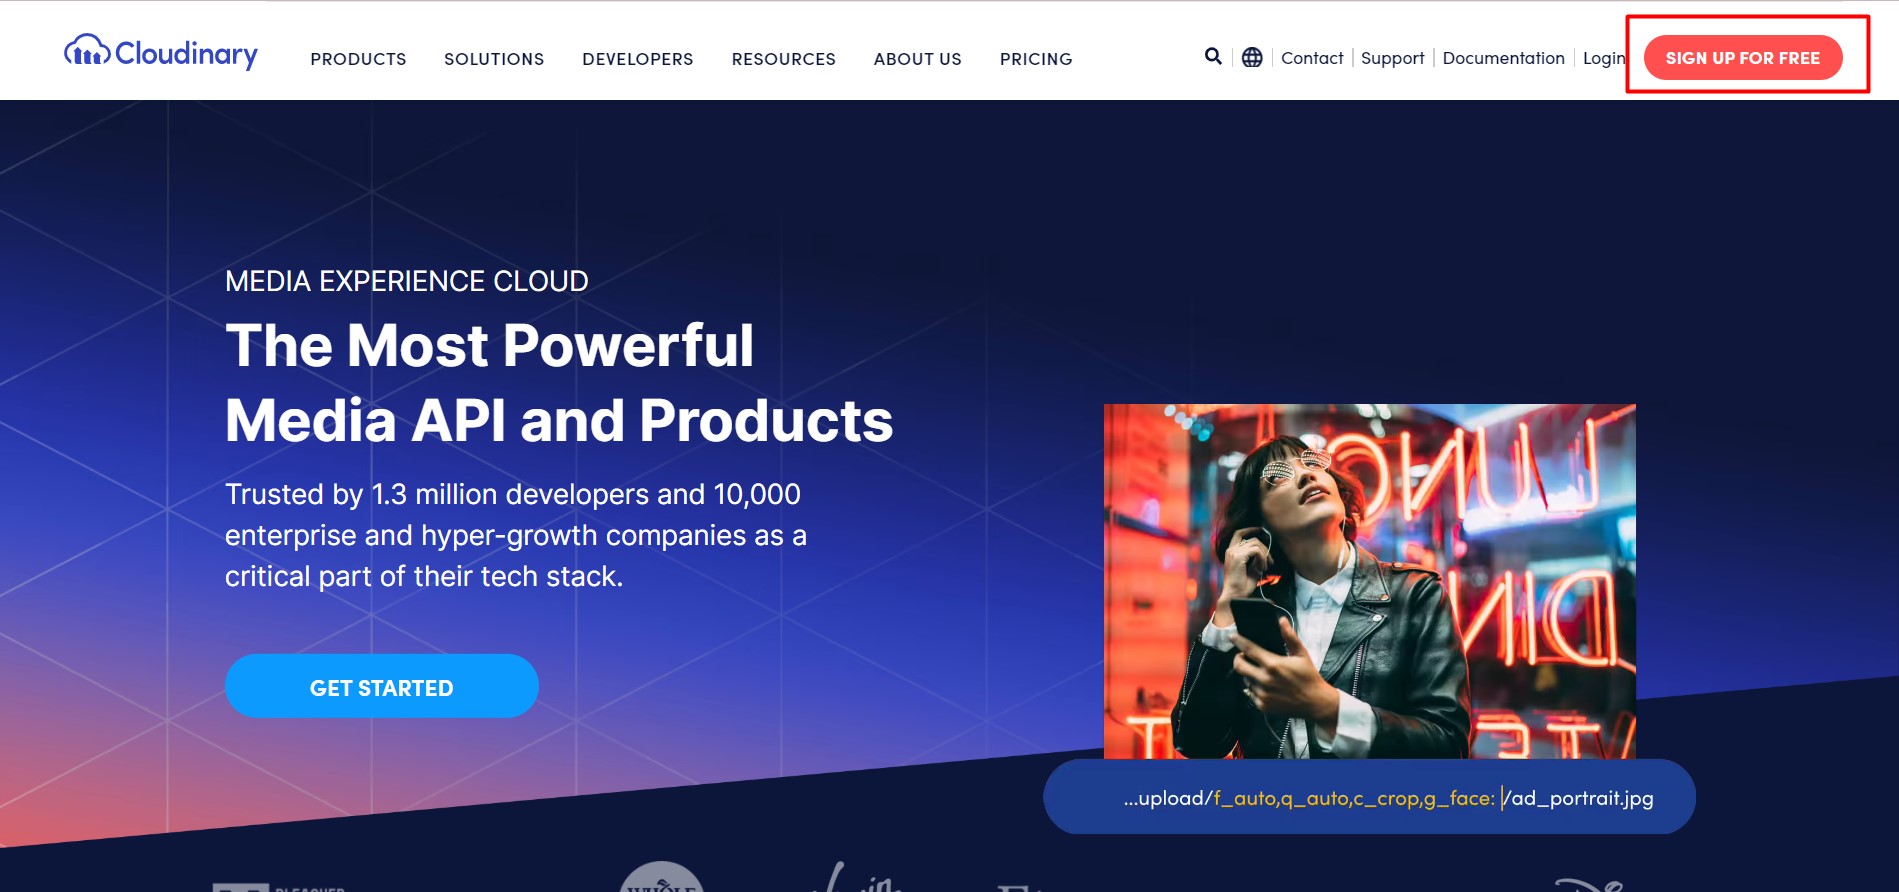 Cloudinary
PRODUCTS SOLUTIONS DEVELOPERS RESOURCES ABOUT US PRICING
Contact Support Documentation Login
SIGN UP FOR FREE
MEDIA EXPERIENCE CLOUD
The Most Powerful
Media API and Products
Trusted by 1.3 million developers and 10,000
enterprise and hyper-growth companies as a
critical part of their tech stack.
GET STARTED
...upload/f_auto,q_auto,c_crop,g_face: /ad_portrait.jpg